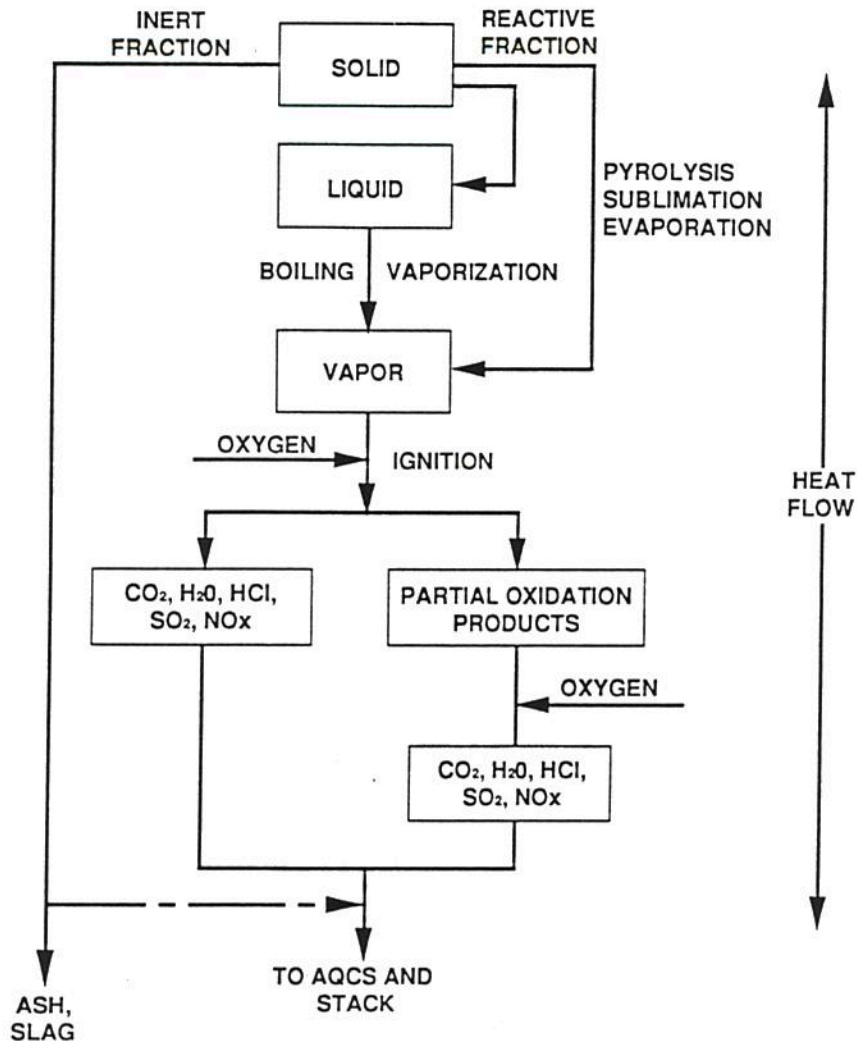 INERT
FRACTION
REACTIVE
FRACTION
SOLID
LIQUID
PYROLYSIS
SUBLIMATION
EVAPORATION
BOILING VAPORIZATION
VAPOR
OXYGEN
IGNITION
HEAT
FLOW
CO₂, H₂0, HCl,
SO₂, NOx
PARTIAL OXIDATION
PRODUCTS
OXYGEN
CO₂, H₂0, HCl,
SO₂, NOx
TO AQCS AND
STACK
ASH,
SLAG